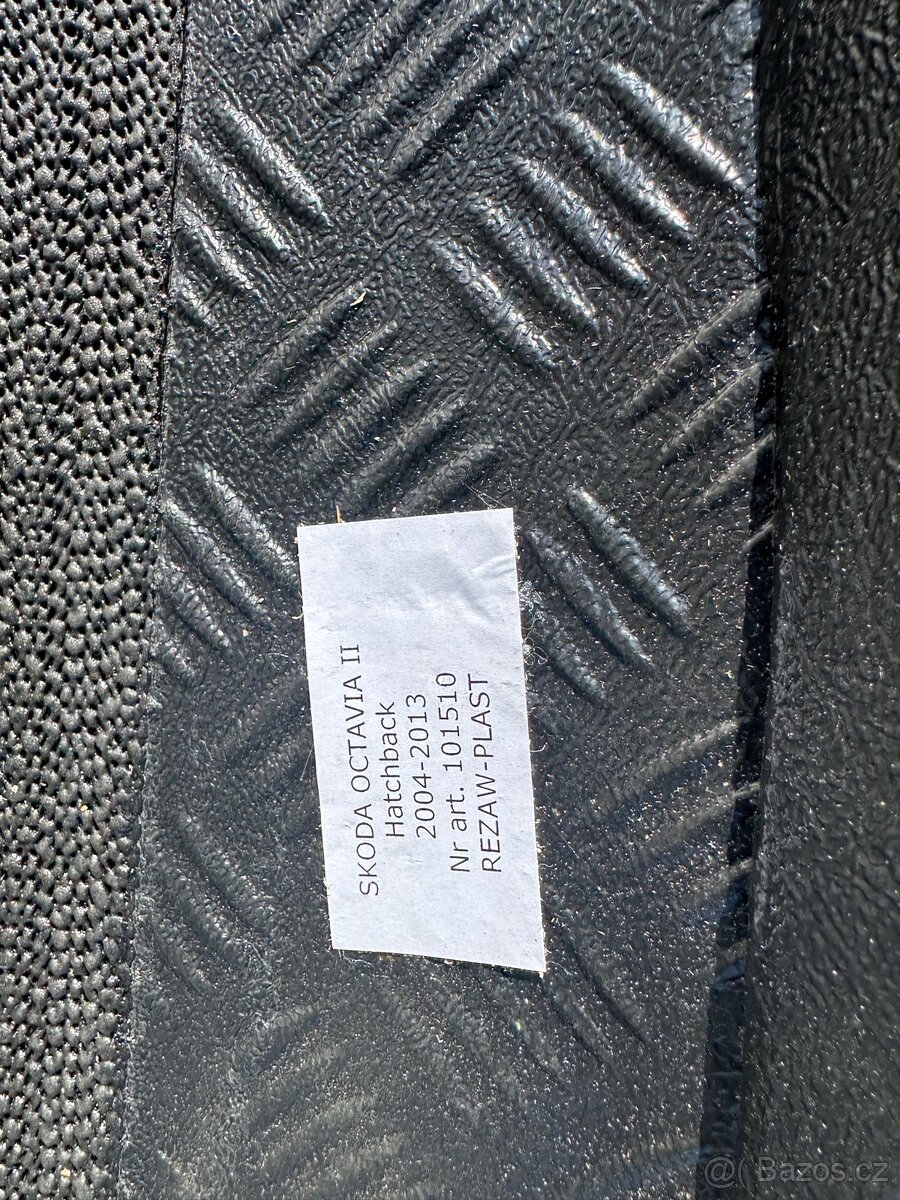 SKODA OCTAVIA II
Hatchback
2004-2013
Nr art. 101510
REZAW-PLAST
@( Bazos.cz